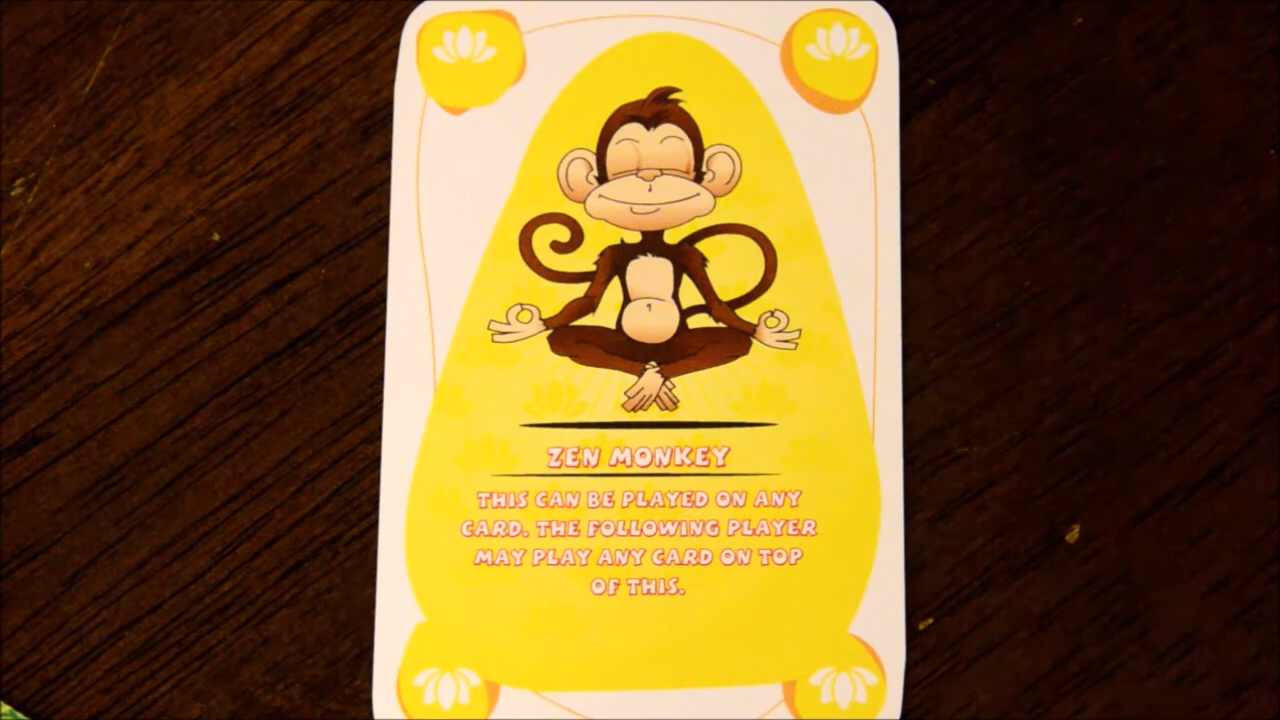 ZEN MONKEY
THIS CAN BE PLAYED ON ANY
CARD. THE FOLLOWING PLAYER
MAY PLAY ANY CARD ON TOP
OF THIS.